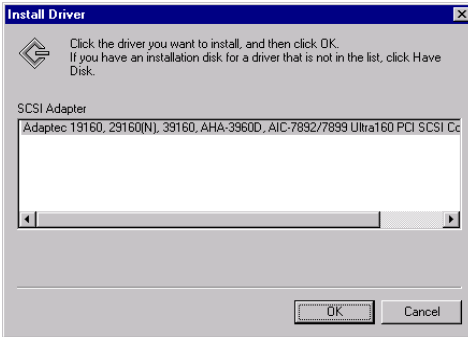 Install Driver
Click the driver you want to install, and then click OK.
If you have an installation disk for a driver that is not in the list, click Have
Disk.
SCSI Adapter
Adaptec 19160, 29160(N), 39160, AHA-3960D, AIC-7892/7899 Ultra160 PCI SCSI Cc
OK
Cancel